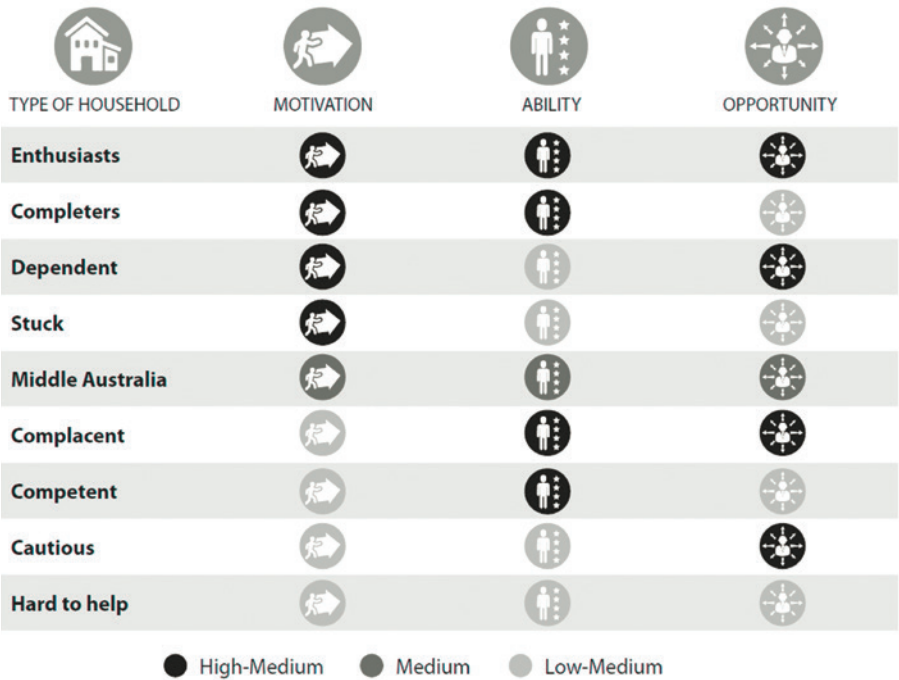 TYPE OF HOUSEHOLD MOTIVATION ABILITY OPPORTUNITY
Enthusiasts
Completers
Dependent
Stuck
Middle Australia
Complacent
Competent
Cautious
Hard to help
High-Medium Medium Low-Medium